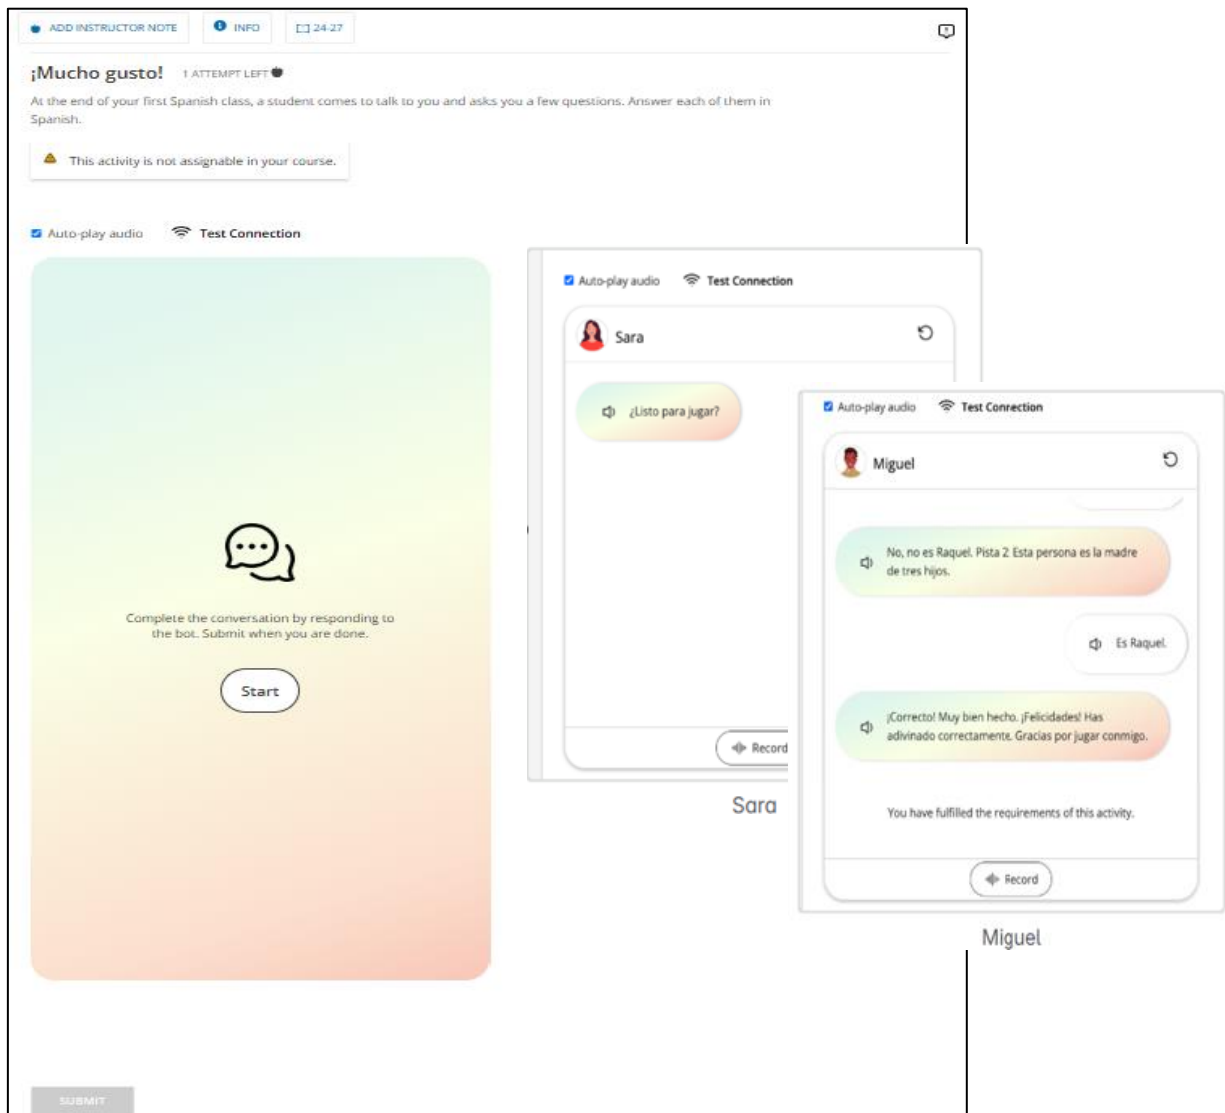 ADD INSTRUCTOR NOTE
INFO
24-27
¡Mucho gusto! 1 ATTEMPT LEFT
At the end of your first Spanish class, a student comes to talk to you and asks you a few questions. Answer each of them in
Spanish.
This activity is not assignable in your course.
Auto-play audio
Test Connection
Complete the conversation by responding to
the bot. Submit when you are done.
Start
SUBMIT
Auto-play audio
Test Connection
Sara
¿Listo para jugar?
Record
Sara
Auto-play audio
Test Connection
Miguel
No, no es Raquel. Pista 2 Esta persona es la madre
de tres hijos.
Es Raquel.
¡Correcto! Muy bien hecho. ¡Felicidades! Has
adivinado correctamente. Gracias por jugar conmigo.
You have fulfilled the requirements of this activity.
Record
Miguel